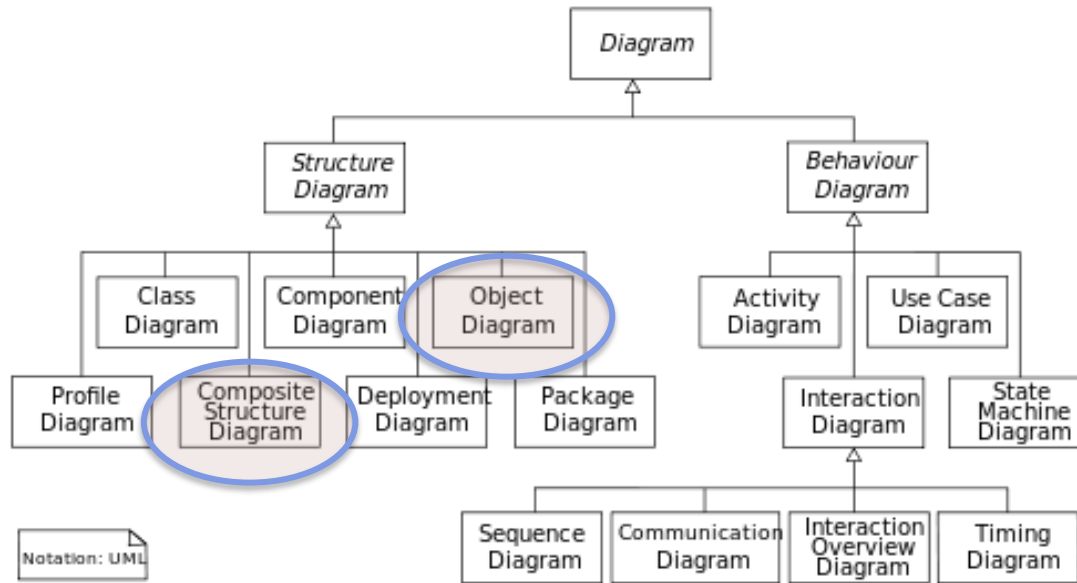 Diagram
Structure
Diagram
Behaviour
Diagram
Class
Diagram
Component
Diagram
Object
Diagram
Activity
Diagram
Use Case
Diagram
Profile
Diagram
Composite
Structure
Diagram
Deployment
Diagram
Package
Diagram
Interaction
Diagram
State
Machine
Diagram
Sequence
Diagram
Communication
Diagram
Interaction
Overview
Diagram
Timing
Diagram
Notation: UML